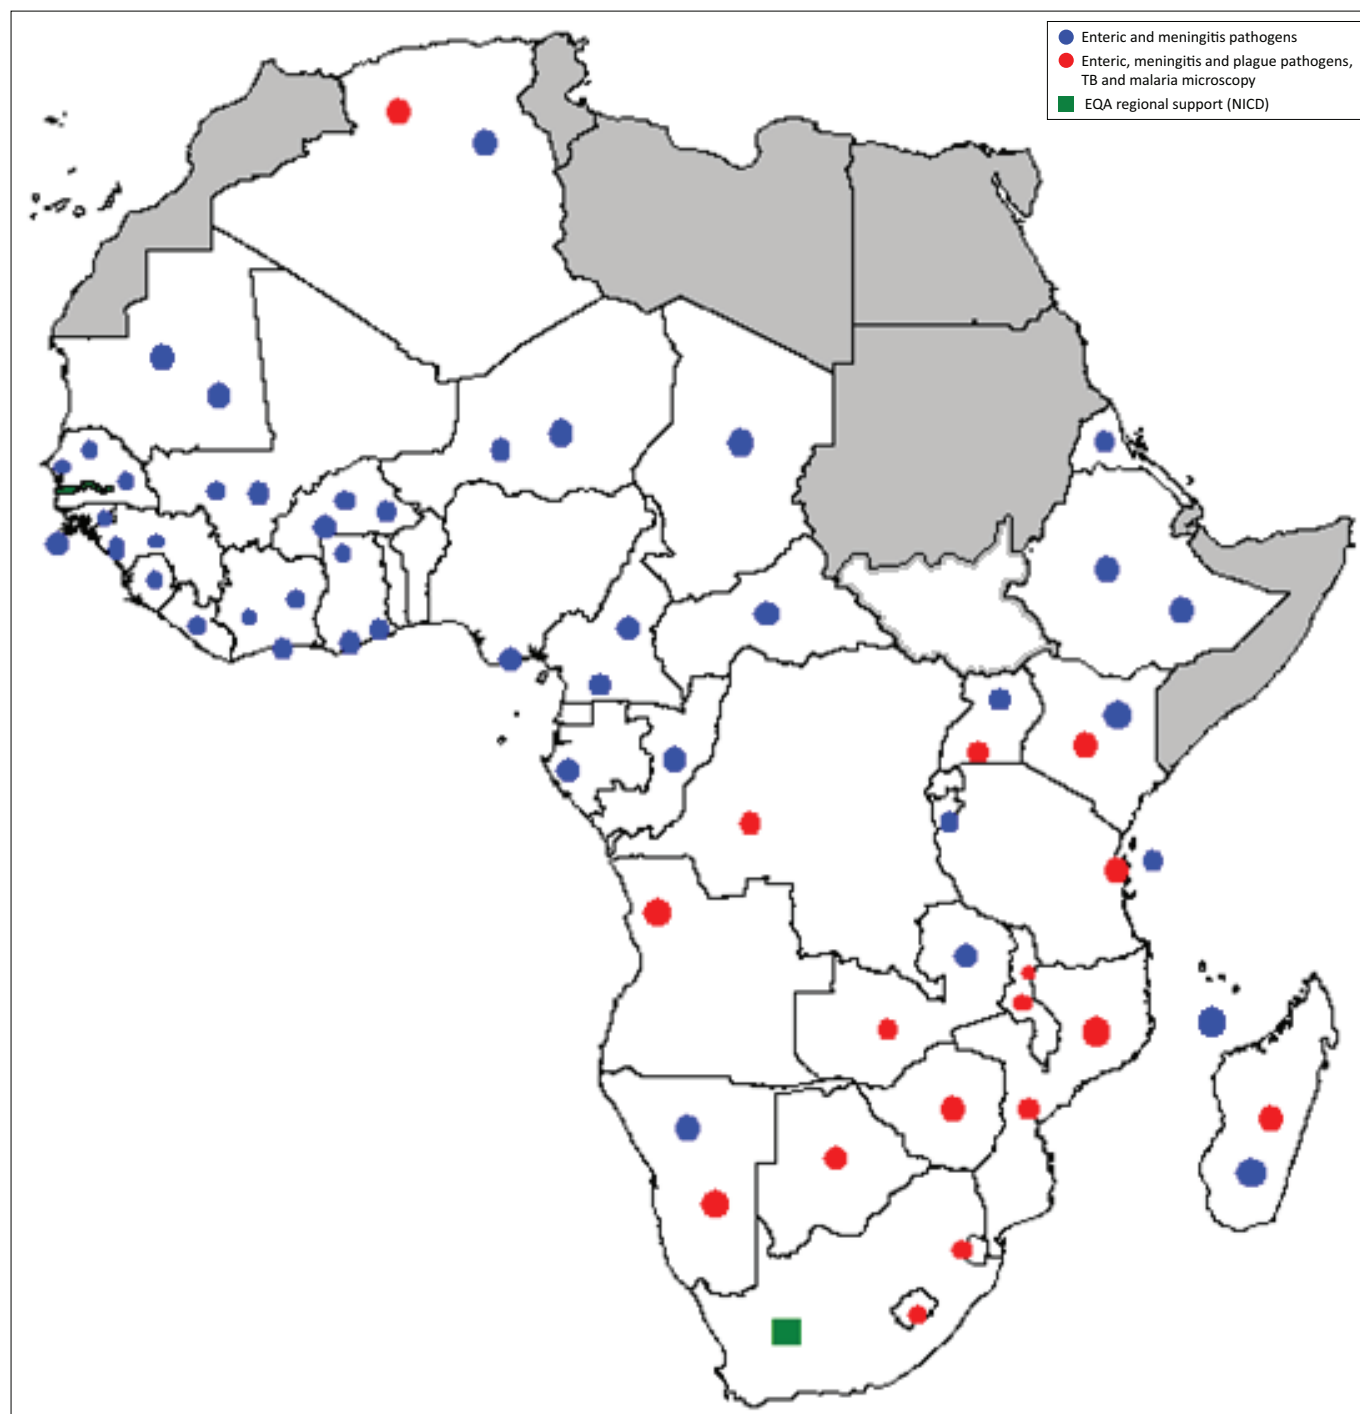 Enteric and meningitis pathogens
Enteric, meningitis and plague pathogens,
TB and malaria microscopy
EQA regional support (NICD)